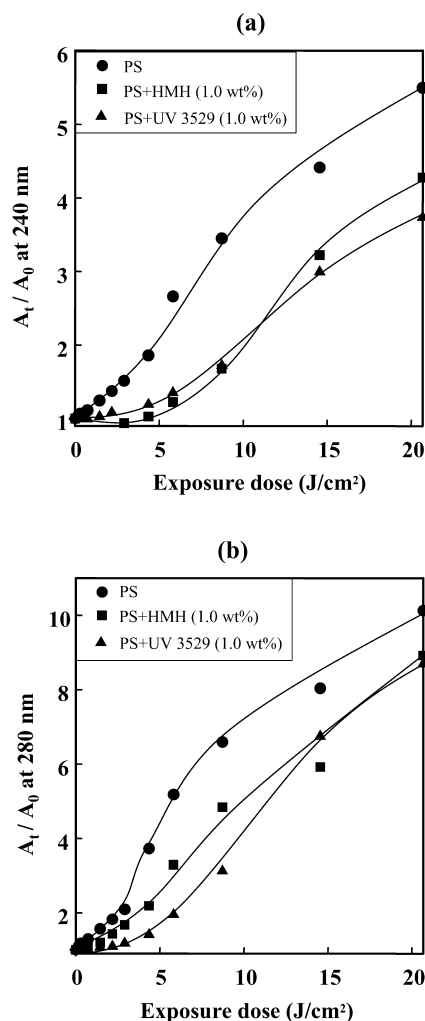 (a)
6
5
4
3
2
1
A₀ / A_t at 240 nm
PS
PS+HMH (1.0 wt%)
PS+UV 3529 (1.0 wt%)
0 5 10 15 20
Exposure dose (J/cm²)
(b)
10
8
6
4
2
A_t / A₀ at 280 nm
PS
PS+HMH (1.0 wt%)
PS+UV 3529 (1.0 wt%)
0 5 10 15 20
Exposure dose (J/cm²)